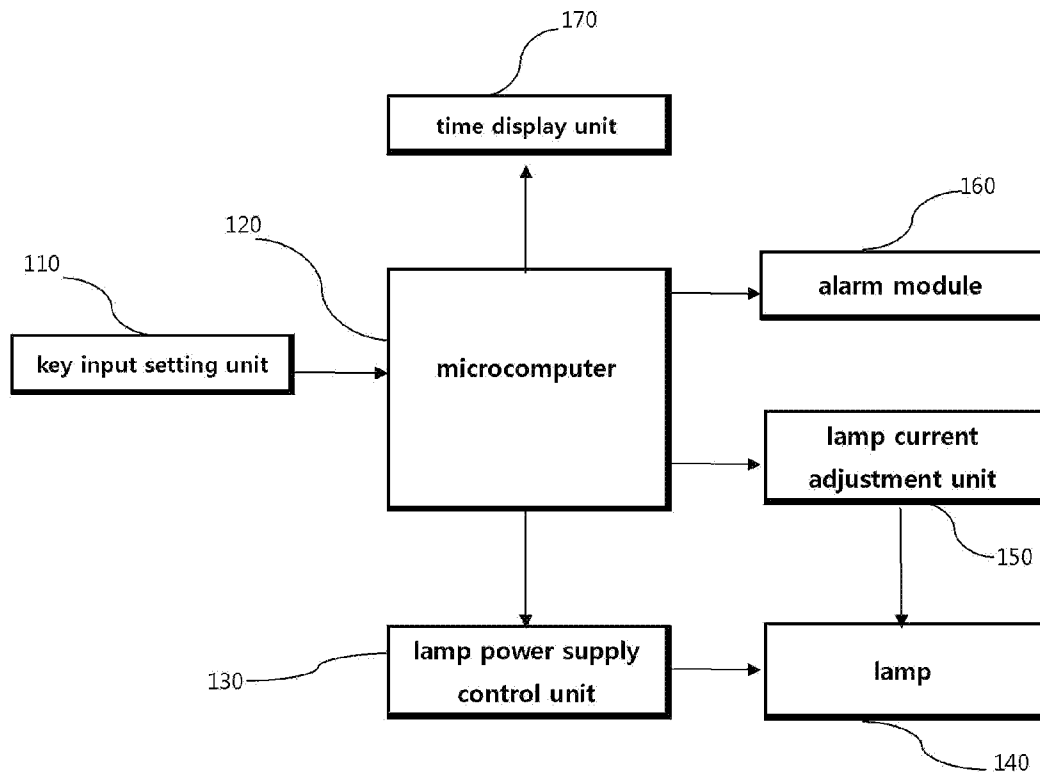 170
time display unit
160
120
110
alarm module
key input setting unit
microcomputer
lamp current
adjustment unit
150
lamp power supply
control unit
130
lamp
140